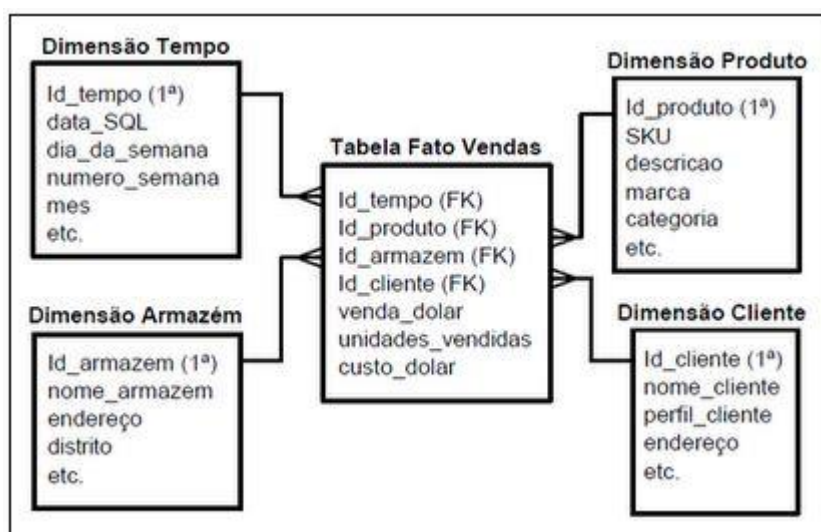 Dimensão Tempo
Id_tempo (1ª)
data_SQL
dia_da_semana
numero_semana
mes
etc.
Dimensão Produto
Id_produto (1ª)
SKU
descricao
marca
categoria
etc.
Tabela Fato Vendas
Id_tempo (FK)
Id_produto (FK)
Id_armazem (FK)
Id_cliente (FK)
venda_dolar
unidades_vendidas
custo_dolar
Dimensão Armazém
Id_armazem (1ª)
nome_armazem
endereço
distrito
etc.
Dimensão Cliente
Id_cliente (1ª)
nome_cliente
perfil_cliente
endereço
etc.